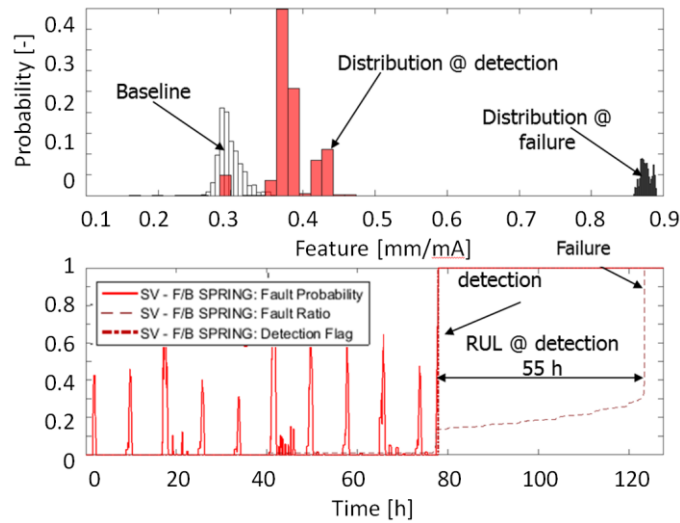 0.4
0.3
0.2
0.1
0
Probability [-]
Baseline
Distribution @ detection
Distribution @
failure
0.1 0.2 0.3 0.4 0.5 0.6 0.7 0.8 0.9
Feature [mm/mA]
Failure
1
0.8
0.6
0.4
0.2
0
SV - F/B SPRING: Fault Probability
SV - F/B SPRING: Fault Ratio
SV - F/B SPRING: Detection Flag
detection
RUL @ detection
55 h
0 20 40 60 80 100 120
Time [h]